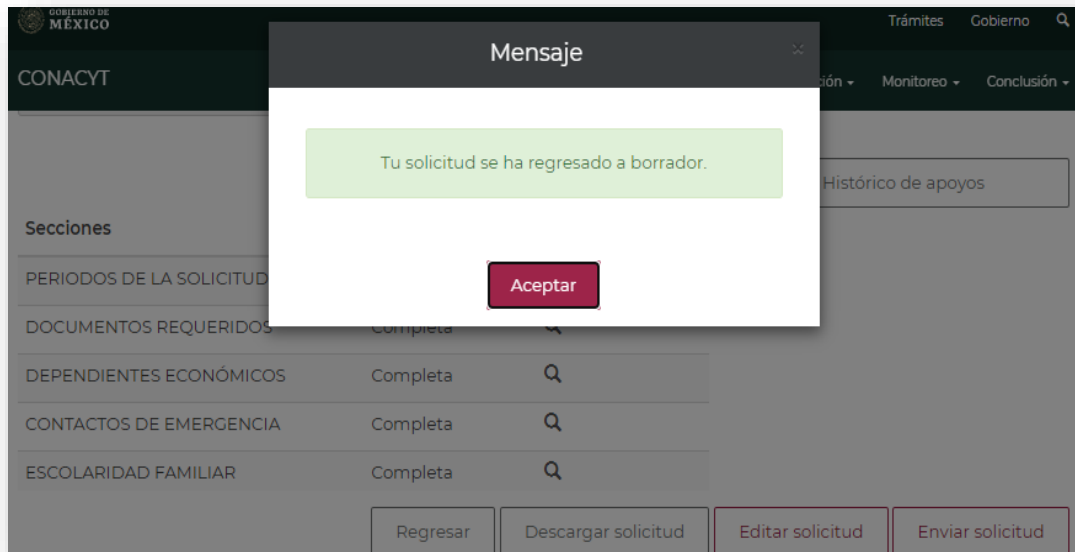 GOBIERNO DE
MÉXICO
Trámites Gobierno
Mensaje ×
CONACYT
ción Monitoreo Conclusión
Tu solicitud se ha regresado a borrador.
Histórico de apoyos
Secciones
PERIODOS DE LA SOLICITUD
Aceptar
DOCUMENTOS REQUERIDOS Completa
DEPENDIENTES ECONÓMICOS Completa
CONTACTOS DE EMERGENCIA Completa
ESCOLARIDAD FAMILIAR Completa
Regresar Descargar solicitud Editar solicitud Enviar solicitud